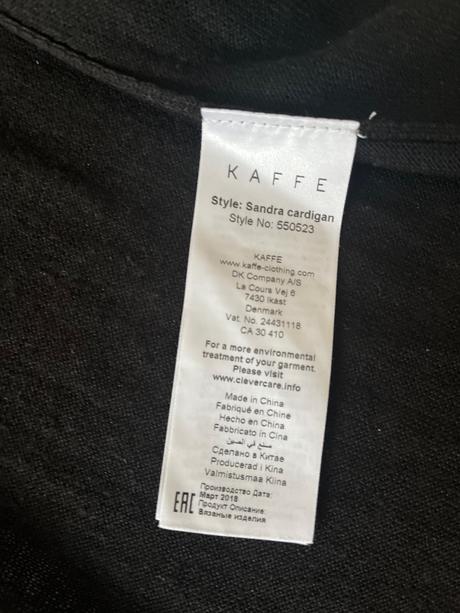 KAFFE
Style: Sandra cardigan
Style No: 550523
KAFFE
www.kaffe-clothing.com
DK Company A/S
La Cours Vej 6
7430 Ikast
Denmark
Vat. No. 24431118
CA 30 410
For a more environmental
treatment of your garment.
Please visit
www.clevercare.info
Made in China
Fabriqué en Chine
Hecho en China
Fabbricato in Cina
صنع في الصين
Сделано в Китае
Producerad i Kina
Valmistusmaa Kiina
Производство Дата:
Март 2018
EAC Продукт Описание:
Вязаные изделия